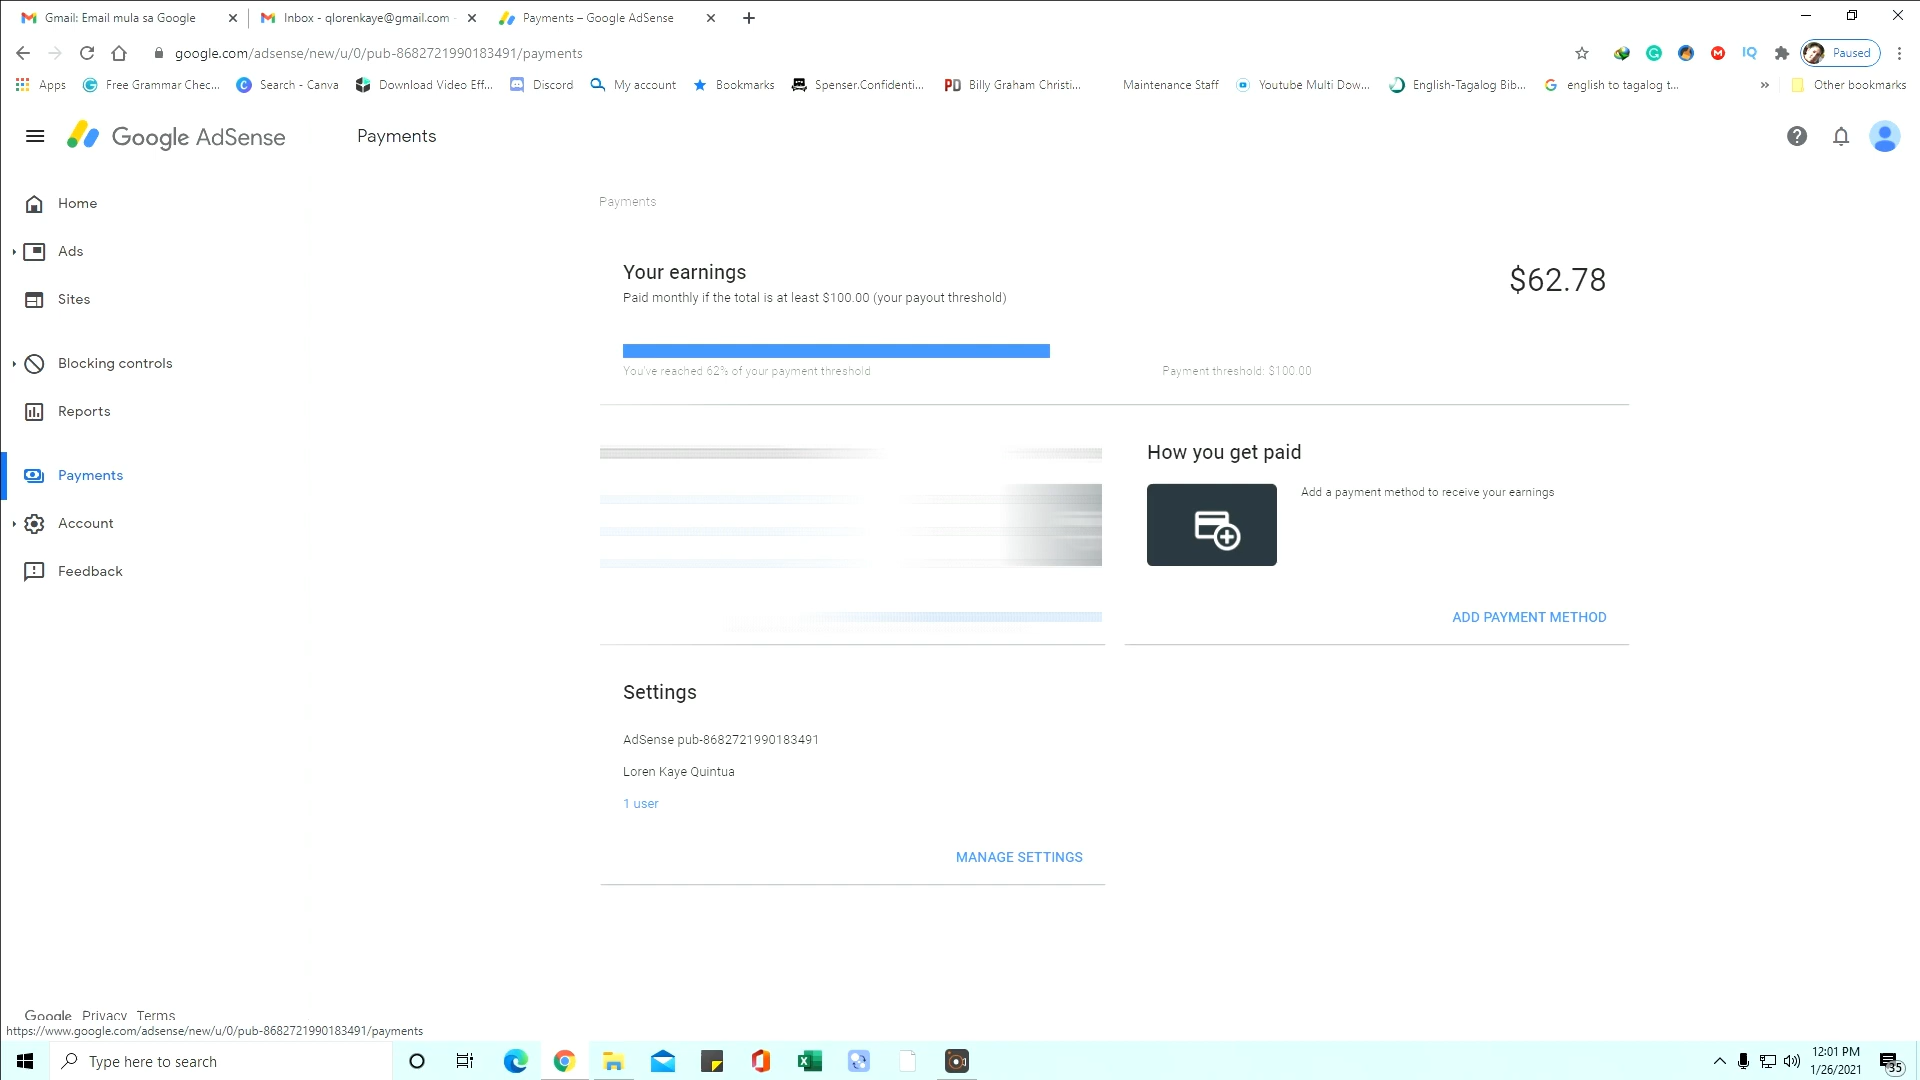 Gmail: Email mula sa Google
Inbox - qlorenkaye@gmail.com -
Payments – Google AdSense
google.com/adsense/new/u/0/pub-8682721990183491/payments
Paused
Apps
Free Grammar Chec...
Search - Canva
Download Video Eff...
Discord
My account
Bookmarks
Spenser.Confidenti...
PD Billy Graham Christi...
Maintenance Staff
Youtube Multi Dow...
English-Tagalog Bib...
english to tagalog t...
Other bookmarks
Google AdSense
Payments
Home
Ads
Sites
Blocking controls
Reports
Payments
Account
Feedback
Payments
Your earnings
$62.78
Paid monthly if the total is at least $100.00 (your payout threshold)
You've reached 62% of your payment threshold
Payment threshold: $100.00
How you get paid
Add a payment method to receive your earnings
ADD PAYMENT METHOD
Settings
AdSense pub-8682721990183491
Loren Kaye Quintua
1 user
MANAGE SETTINGS
Google Privacy Terms
https://www.google.com/adsense/new/u/0/pub-8682721990183491/payments
Type here to search
12:01 PM
1/26/2021
35